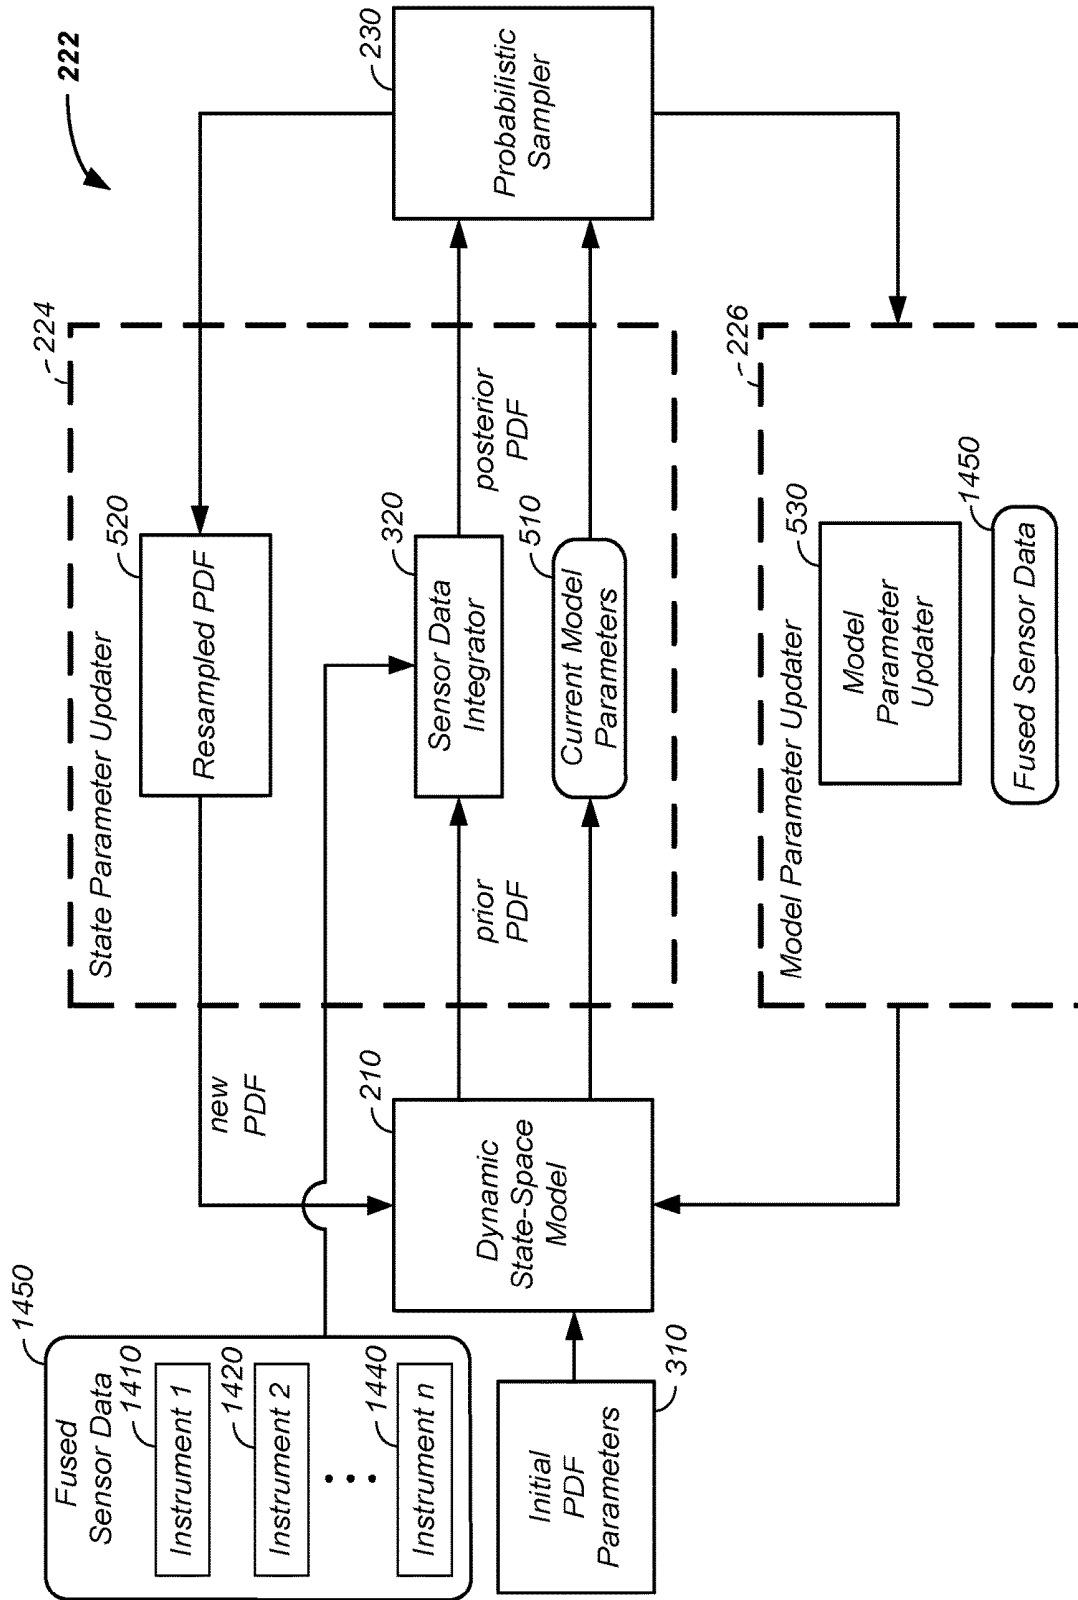 222
1450
Fused
Sensor Data
1410
Instrument 1
1420
Instrument 2
1440
Instrument n
Initial
PDF
Parameters
310
new
PDF
210
Dynamic
State-Space
Model
224
State Parameter Updater
520
Resampled PDF
prior
PDF
320
Sensor Data
Integrator
posterior
PDF
510
Current Model
Parameters
230
Probabilistic
Sampler
226
Model Parameter Updater
530
Model
Parameter
Updater
1450
Fused Sensor Data